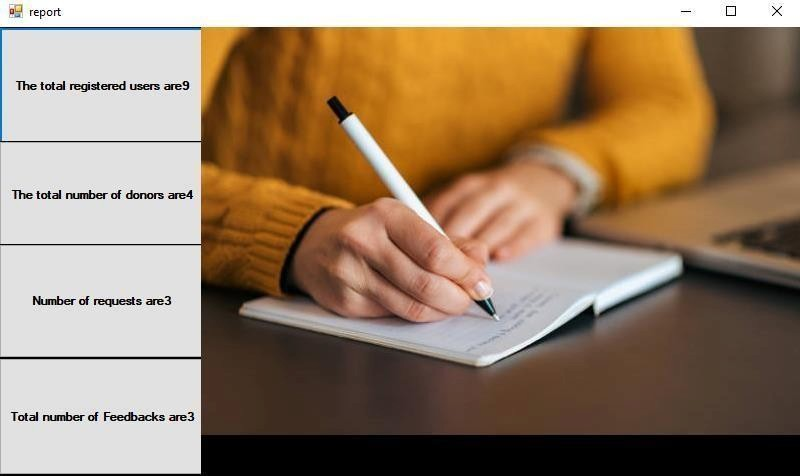 report
The total registered users are9
The total number of donors are4
Number of requests are3
Total number of Feedbacks are3